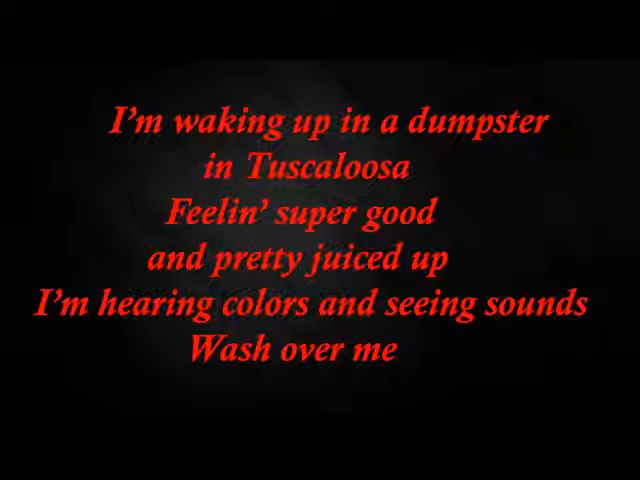 I'm waking up in a dumpster
in Tuscaloosa
Feelin' super good
and pretty juiced up
I'm hearing colors and seeing sounds
Wash over me